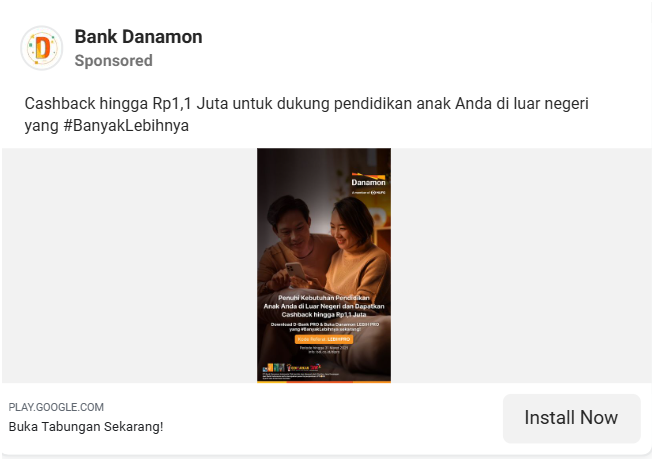 Bank Danamon
Sponsored
Cashback hingga Rp1,1 Juta untuk dukung pendidikan anak Anda di luar negeri
yang #BanyakLebihnya
Danamon
A member of MUFG
Penuhi Kebutuhan Pendidikan
Anak Anda di Luar Negeri dan Dapatkan
Cashback hingga Rp1,1 Juta
Download D-Bank PRO & Buka Danamon LEBIH PRO
yang #BanyakLebihnya sekarang!
Kode Referal: LEBIHPRO
PLAY.GOOGLE.COM
Buka Tabungan Sekarang!
Install Now